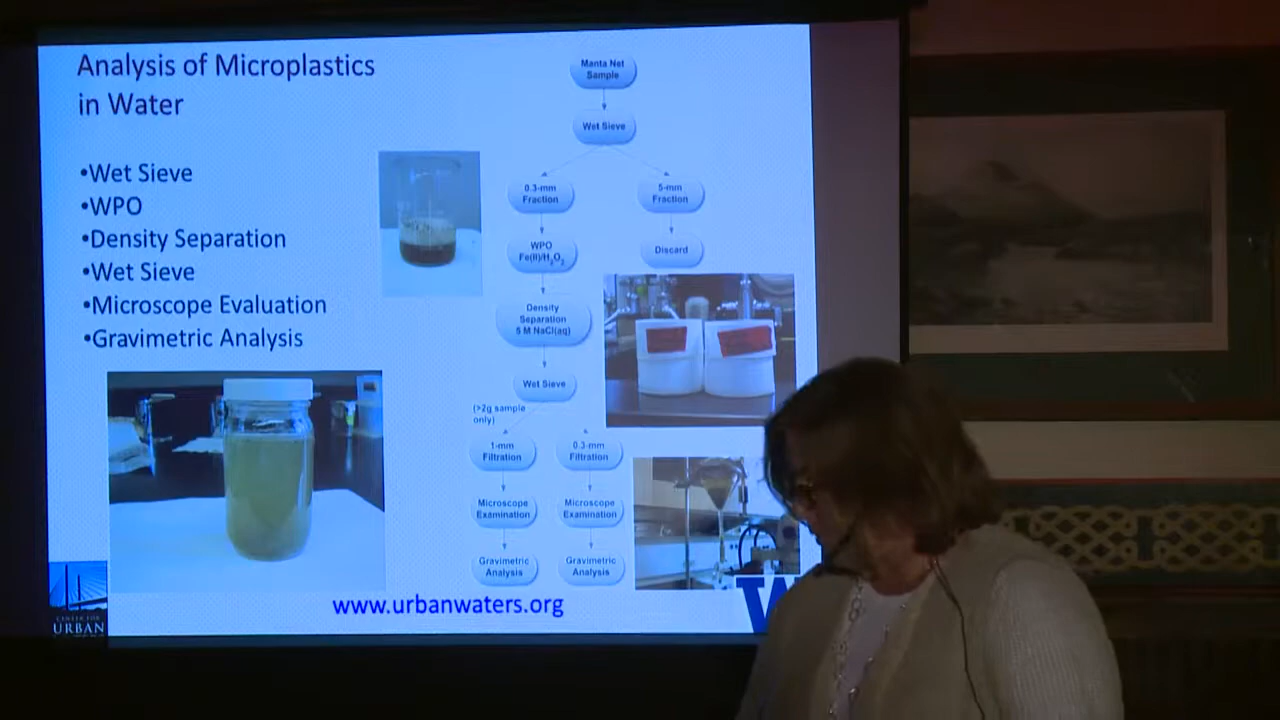 Analysis of Microplastics
in Water
•Wet Sieve
•WPO
•Density Separation
•Wet Sieve
•Microscope Evaluation
•Gravimetric Analysis
Manta Net
Sample
Wet Sieve
0.3-mm
Fraction
5-mm
Fraction
WPO
Fe(II)/H₂O₂
Discard
Density
Separation
5 M NaCl(aq)
Wet Sieve
(>2g sample
only)
1-mm
Filtration
0.3-mm
Filtration
Microscope
Examination
Microscope
Examination
Gravimetric
Analysis
Gravimetric
Analysis
www.urbanwaters.org
CENTER FOR
URBAN
W